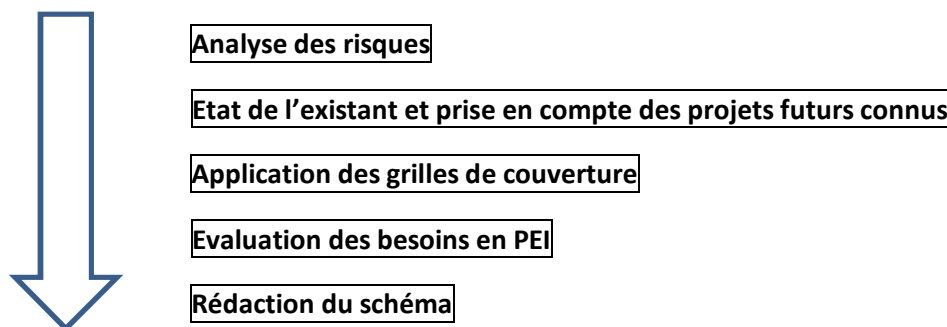 Analyse des risques
Etat de l’existant et prise en compte des projets futurs connus
Application des grilles de couverture
Evaluation des besoins en PEI
Rédaction du schéma